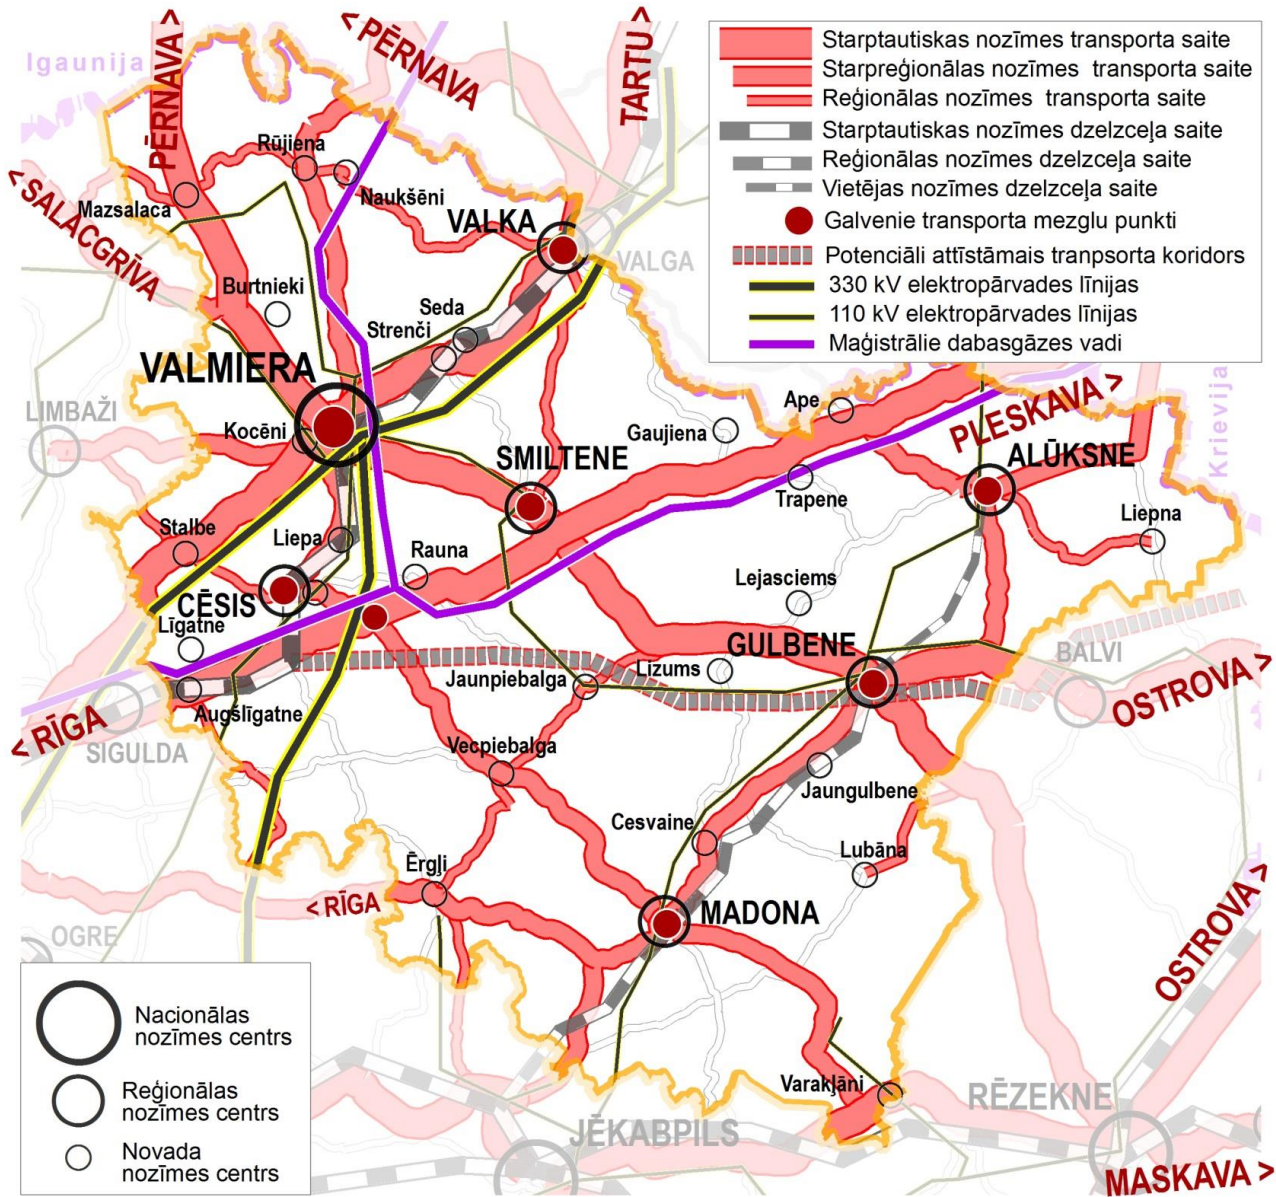 < PĒRNAVA >
< PĒRNAVA
TARTU >
Igaunija
< SALACGRĪVA
Starptautiskas nozīmes transporta saite
Starpreģionālas nozīmes transporta saite
Reģionālas nozīmes transporta saite
Starptautiskas nozīmes dzelzceļa saite
Reģionālas nozīmes dzelzceļa saite
Vietējas nozīmes dzelzceļa saite
Galvenie transporta mezglu punkti
Potenciāli attīstāmais tranpsorta koridors
330 kV elektropārvades līnijas
110 kV elektropārvades līnijas
Maģistrālie dabasgāzes vadi
Rūjiena
Naukšēni
Mazsalaca
VALKA
VALGA
Burtnieki
Seda
Strenči
VALMIERA
LIMBAŽI
Kocēni
Ape
Gaujiena
PLESKAVA >
Krievija
SMILTENE
ALŪKSNE
Trapene
Stalbe
Liepa
Liepna
Rauna
Lejasciems
CĒSIS
Līgatne
GULBENE
BALVI
Lizums
Jaunpiebalga
OSTROVA >
Augšlīgatne
< RĪGA
SIGULDA
Vecpiebalga
Jaungulbene
Cesvaine
Lubāna
Ērgļi
< RĪGA
MADONA
OGRE
OSTROVA >
Nacionālas
nozīmes centrs
Reģionālas
nozīmes centrs
Novada
nozīmes centrs
Varakļāni
RĒZEKNE
JĒKABPILS
MASKAVA >